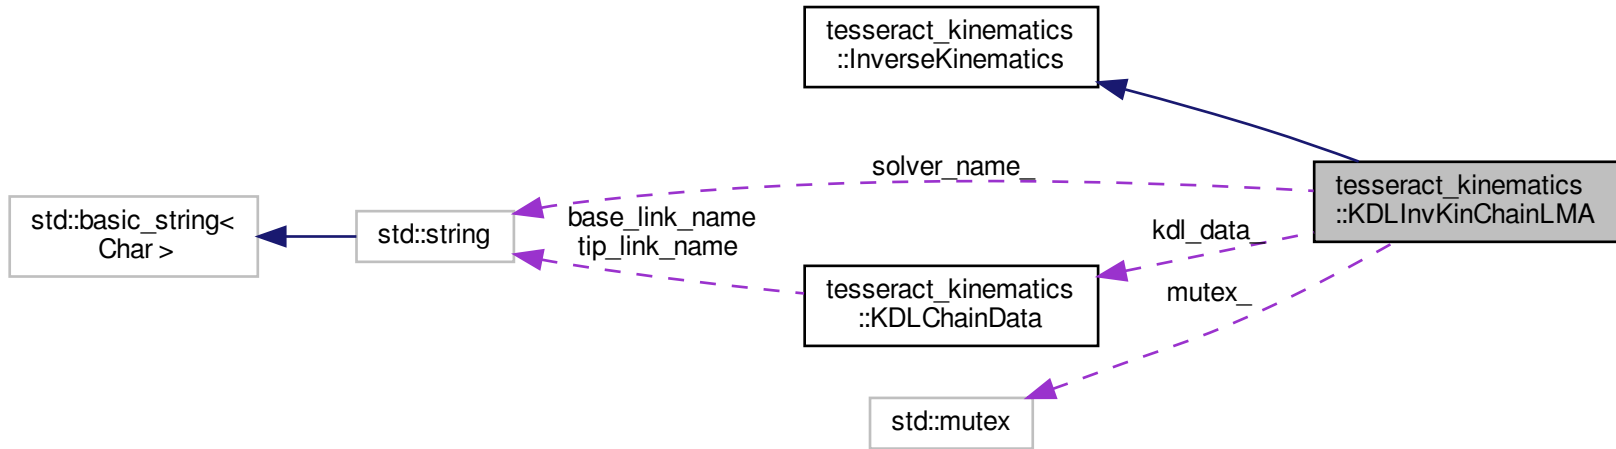 tesseract_kinematics
::InverseKinematics
solver_name_
tesseract_kinematics
::KDLInvKinChainLMA
std::basic_string<
Char >
std::string
base_link_name
tip_link_name
kdl_data_
tesseract_kinematics
::KDLChainData
mutex_
std::mutex